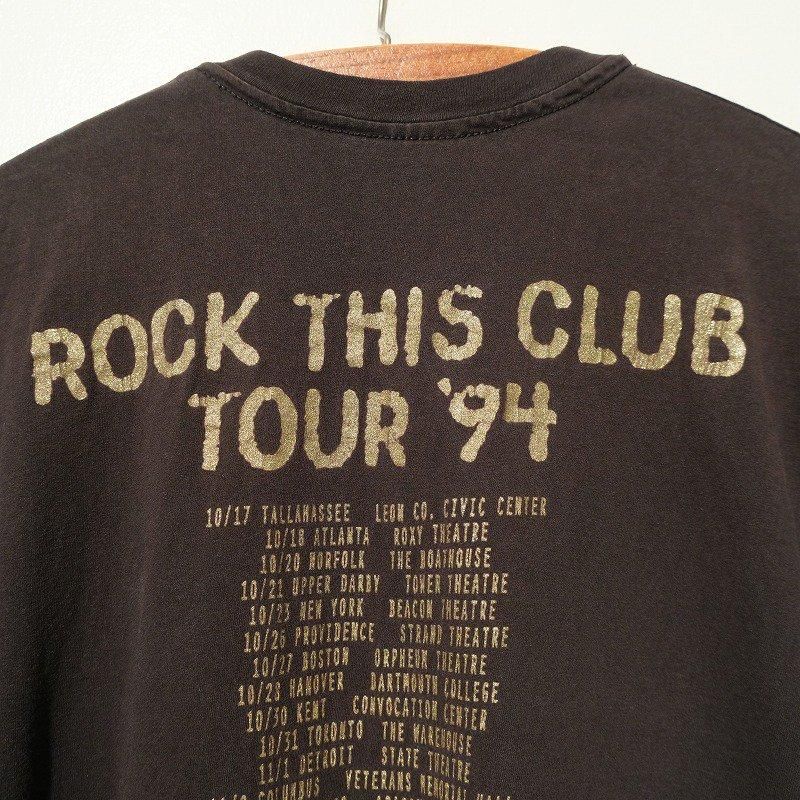 ROCK THIS CLUB
TOUR '94
10/17 TALLAHASSEE LEON CO. CIVIC CENTER
10/18 ATLANTA ROXY THEATRE
10/20 NORFOLK THE BOATHOUSE
10/21 UPPER DARBY TOWER THEATRE
10/23 NEW YORK BEACON THEATRE
10/26 PROVIDENCE STRAND THEATRE
10/27 BOSTON ORPHEUM THEATRE
10/28 HANOVER DARTMOUTH COLLEGE
10/30 KENT CONVOCATION CENTER
10/31 TORONTO THE WAREHOUSE
11/1 DETROIT STATE THEATRE
COLUMBUS VETERANS MEMORIAL HALL